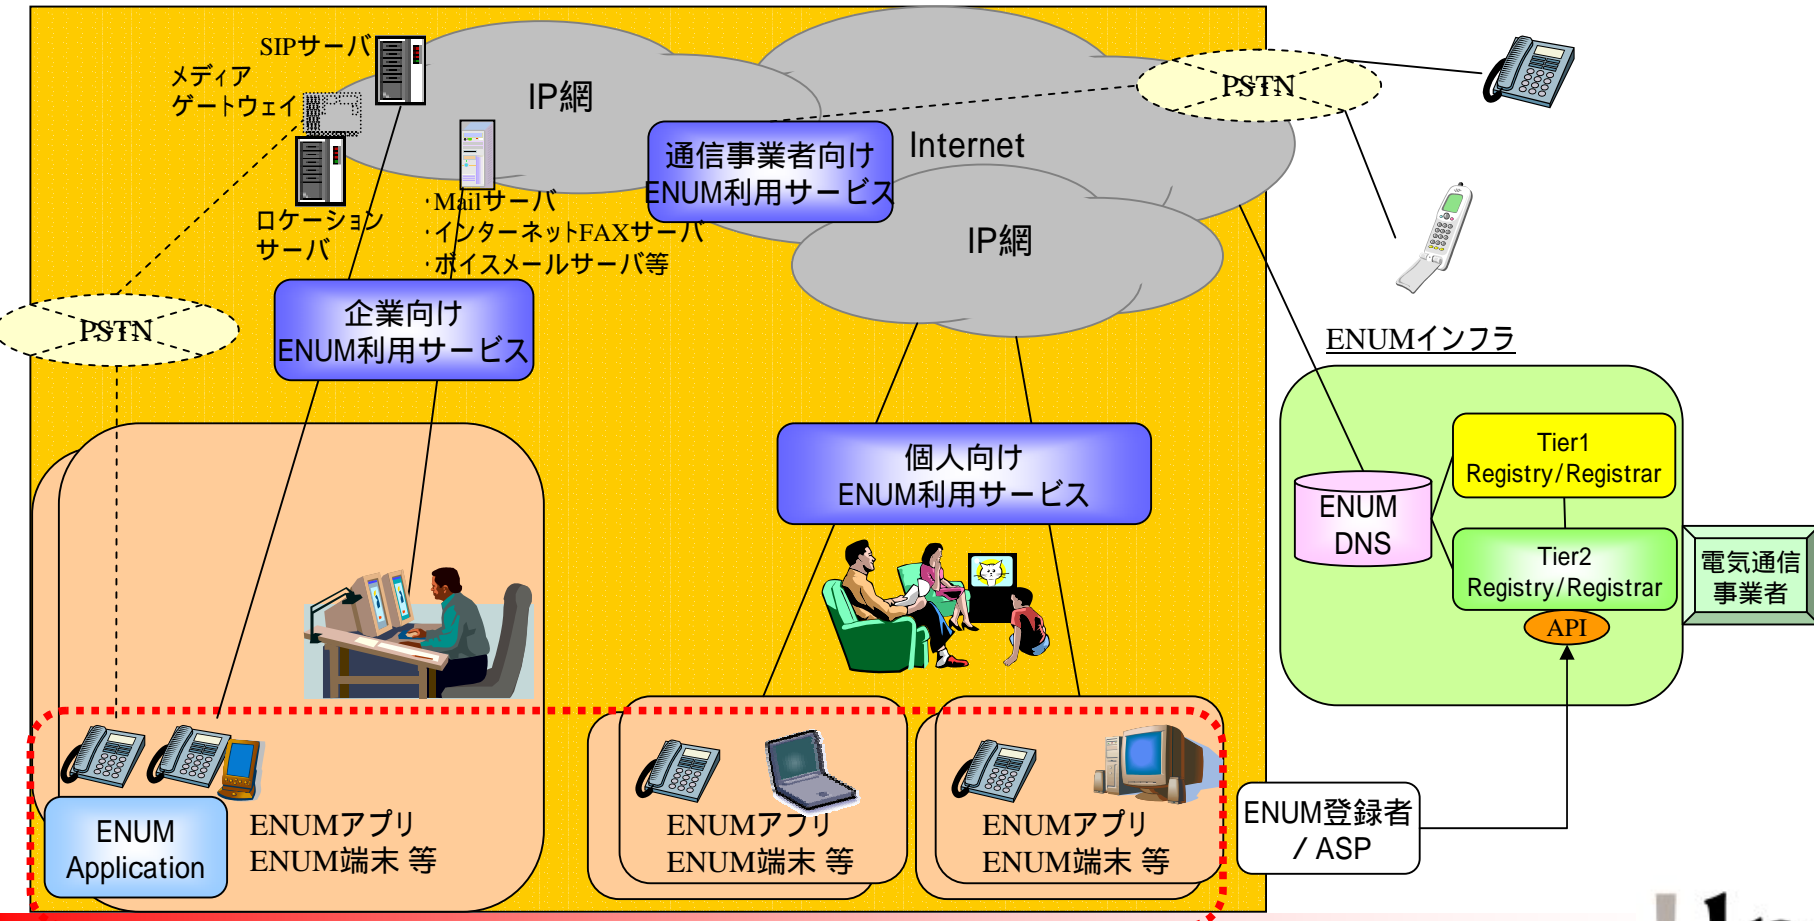 SIPサーバ
メディア
ゲートウェイ
IP網
PSTN
通信事業者向け
ENUM利用サービス
Internet
・Mailサーバ
・インターネットFAXサーバ
・ボイスメールサーバ等
ロケーション
サーバ
IP網
PSTN
企業向け
ENUM利用サービス
ENUMインフラ
個人向け
ENUM利用サービス
Tier1
Registry/Registrar
ENUM
DNS
Tier2
Registry/Registrar
API
電気通信
事業者
ENUM
Application
ENUMアプリ
ENUM端末 等
ENUMアプリ
ENUM端末 等
ENUMアプリ
ENUM端末 等
ENUM登録者
/ ASP